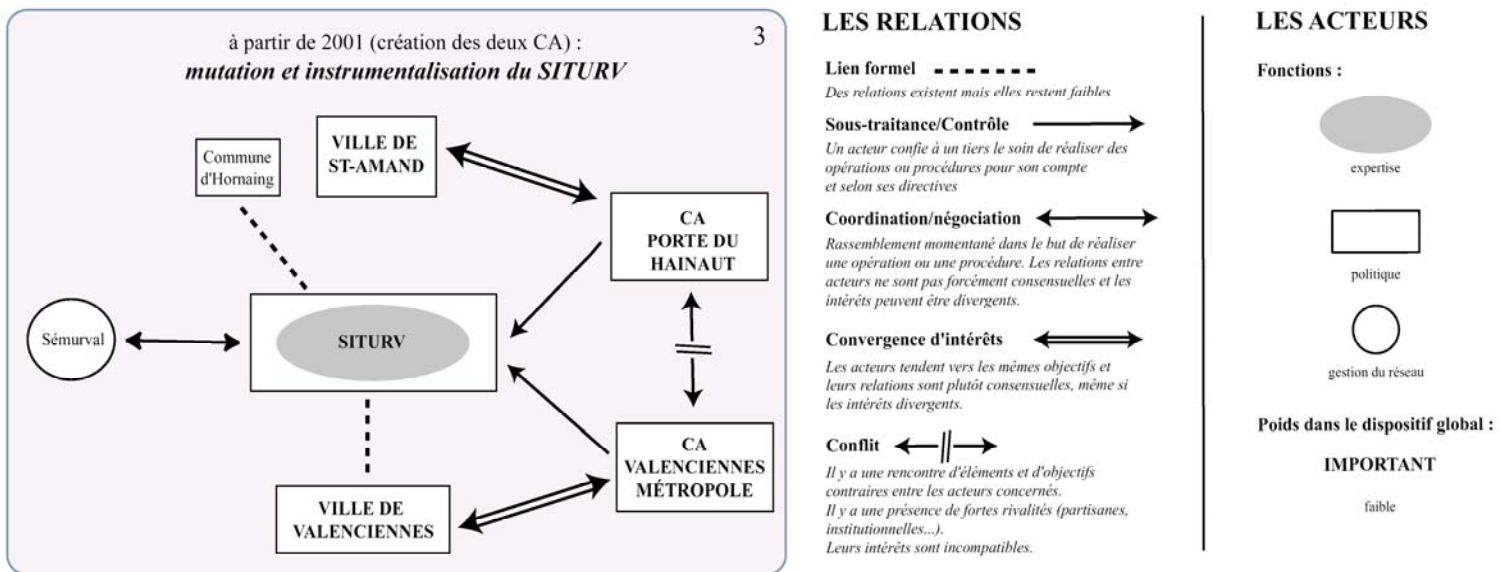 3
à partir de 2001 (création des deux CA) :
mutation et instrumentalisation du SITURV
Commune
d'Hornaing
VILLE DE
ST-AMAND
CA
PORTE DU
HAINAUT
Sémurval
SITURV
CA
VALENCIENNES
MÉTROPOLE
VILLE DE
VALENCIENNES
LES RELATIONS
Lien formel
Des relations existent mais elles restent faibles
Sous-traitance/Contrôle
Un acteur confie à un tiers le soin de réaliser des
opérations ou procédures pour son compte
et selon ses directives
Coordination/négociation
Rassemblement momentané dans le but de réaliser
une opération ou une procédure. Les relations entre
acteurs ne sont pas forcément consensuelles et les
intérêts peuvent être divergents.
Convergence d'intérêts
Les acteurs tendent vers les mêmes objectifs et
leurs relations sont plutôt consensuelles, même si
les intérêts divergents.
Conflit
Il y a une rencontre d'éléments et d'objectifs
contraires entre les acteurs concernés.
Il y a une présence de fortes rivalités (partisanes,
institutionnelles...).
Leurs intérêts sont incompatibles.
LES ACTEURS
Fonctions :
expertise
politique
gestion du réseau
Poids dans le dispositif global :
IMPORTANT
faible